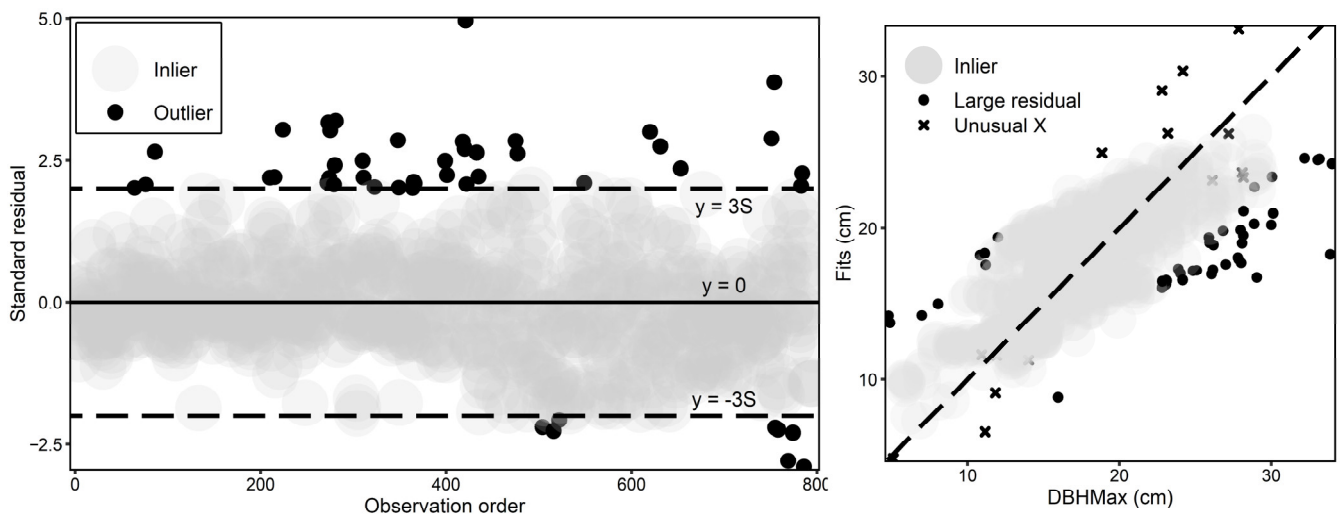 5.0
2.5
0.0
−2.5
Standard residual
Inlier
Outlier
y = 3S
y = 0
y = -3S
0
200
400
600
800
Observation order
30
20
10
Fits (cm)
Inlier
Large residual
Unusual X
10
20
30
DBHMax (cm)